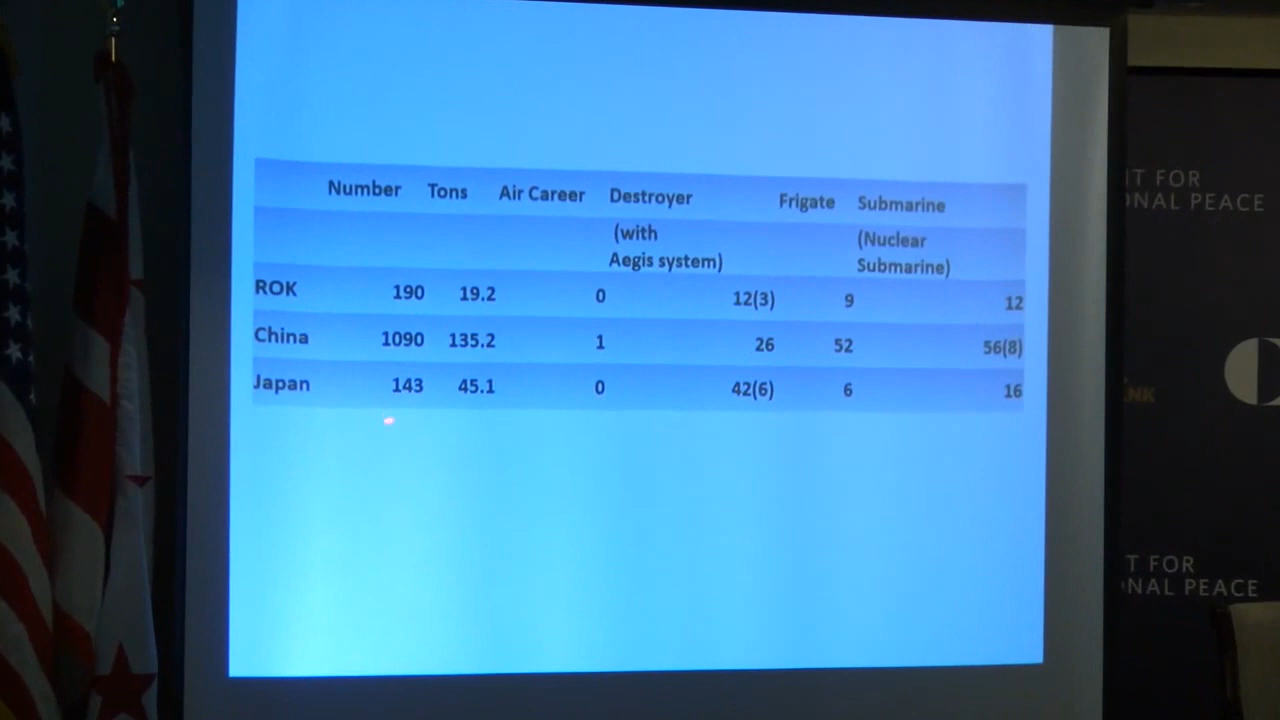 Number Tons Air Career Destroyer Frigate Submarine
(with (Nuclear
Aegis system) Submarine)
ROK 190 19.2 0 12(3) 9 12
China 1090 135.2 1 26 52 56(8)
Japan 143 45.1 0 42(6) 6 16
T FOR
NAL PEACE
NK
T FOR
NAL PEACE